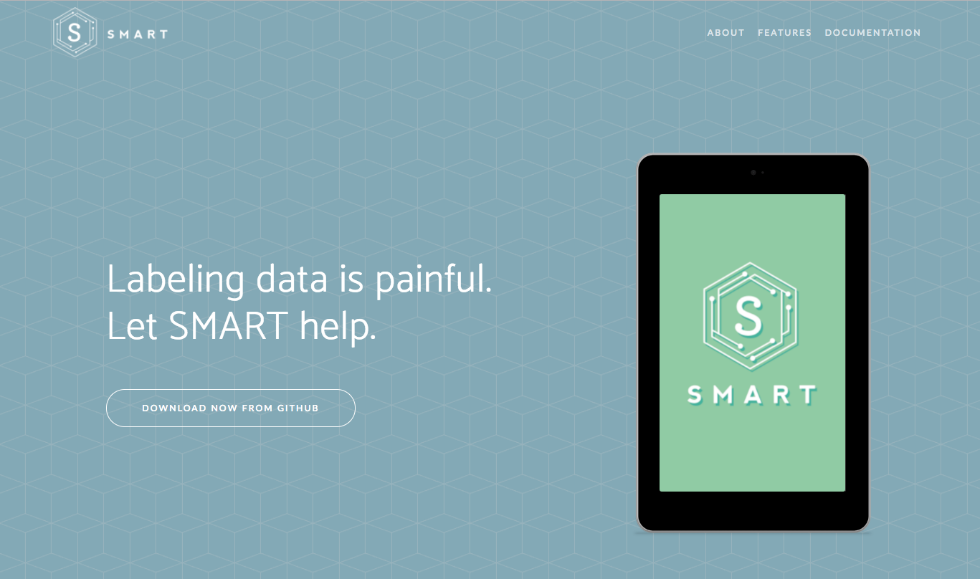 S
SMART
ABOUT FEATURES DOCUMENTATION
Labeling data is painful.
Let SMART help.
DOWNLOAD NOW FROM GITHUB
S
SMART